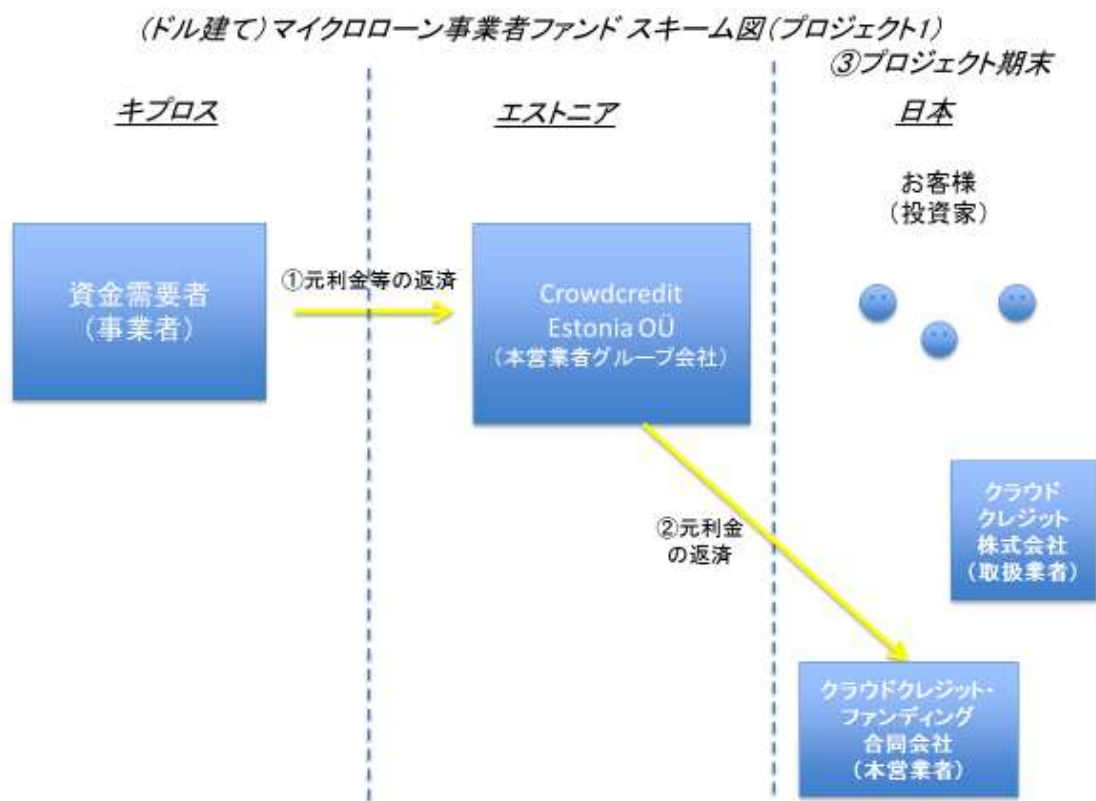 (ドル建て)マイクロローン事業者ファンド スキーム図(プロジェクト1)
③プロジェクト期末
キプロス
エストニア
日本
お客様
(投資家)
資金需要者
(事業者)
①元利金等の返済
Crowdcredit
Estonia OÜ
(本営業者グループ会社)
②元利金
の返済
クラウド
クレジット
株式会社
(取扱業者)
クラウドクレジット・
ファンディング
合同会社
(本営業者)